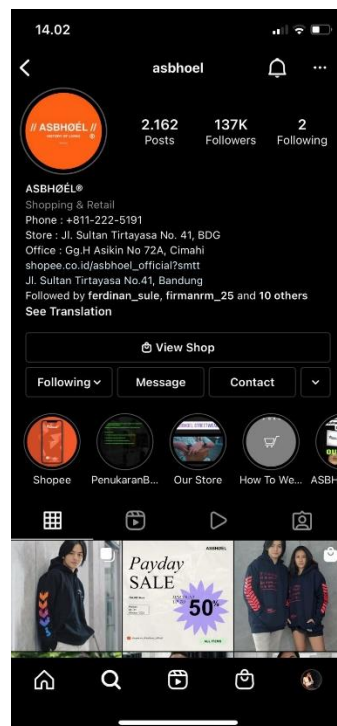 14.02
asbhoel
// ASBHØÉL //
2.162 137K 2
Posts Followers Following
ASBHØÉL®
Shopping & Retail
Phone : +811-222-5191
Store : Jl. Sultan Tirtayasa No. 41, BDG
Office : Gg.H Asikin No 72A, Cimahi
shopee.co.id/asbhoel_official?smtt
Jl. Sultan Tirtayasa No.41, Bandung
Followed by ferdinan_sule, firmanrm_25 and 10 others
See Translation
View Shop
Following Message Contact
Shopee PenukaranB... Our Store How To We... ASBH
Payday
SALE
50%